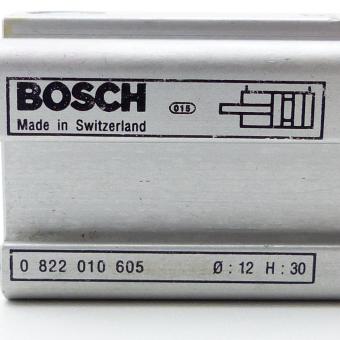 BOSCH
Made in Switzerland
015
0 822 010 605 Ø : 12 H : 30